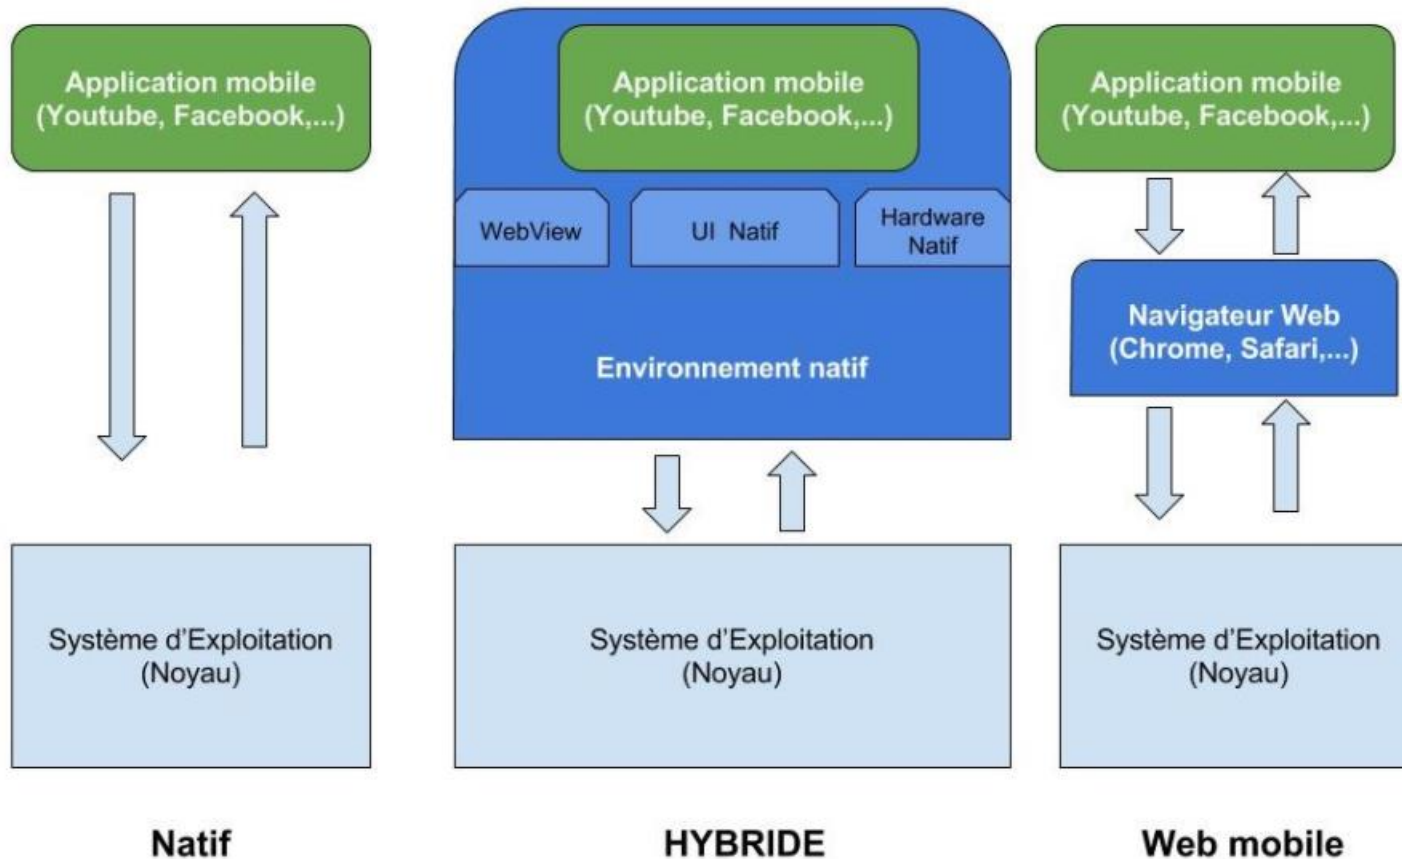 Application mobile
(Youtube, Facebook,...)
Système d'Exploitation
(Noyau)
Natif
Application mobile
(Youtube, Facebook,...)
WebView
UI Natif
Hardware
Natif
Environnement natif
Système d'Exploitation
(Noyau)
HYBRIDE
Application mobile
(Youtube, Facebook,...)
Navigateur Web
(Chrome, Safari,...)
Système d'Exploitation
(Noyau)
Web mobile